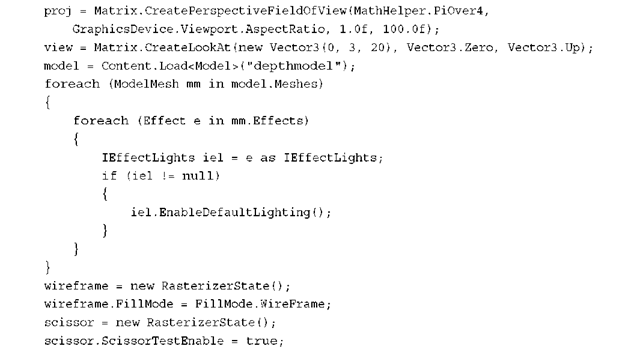 proj = Matrix.CreatePerspectiveFieldOfView(MathHelper.PiOver4,
GraphicsDevice.Viewport.AspectRatio, 1.0f, 100.0f);
view = Matrix.CreateLookAt(new Vector3(0, 3, 20), Vector3.Zero, Vector3.Up);
model = Content.Load<Model>("depthmodel");
foreach (ModelMesh mm in model.Meshes)
{
foreach (Effect e in mm.Effects)
{
IEffectLights iel = e as IEffectLights;
if (iel != null)
{
iel.EnableDefaultLighting();
}
}
}
wireframe = new RasterizerState();
wireframe.FillMode = FillMode.WireFrame;
scissor = new RasterizerState();
scissor.ScissorTestEnable = true;